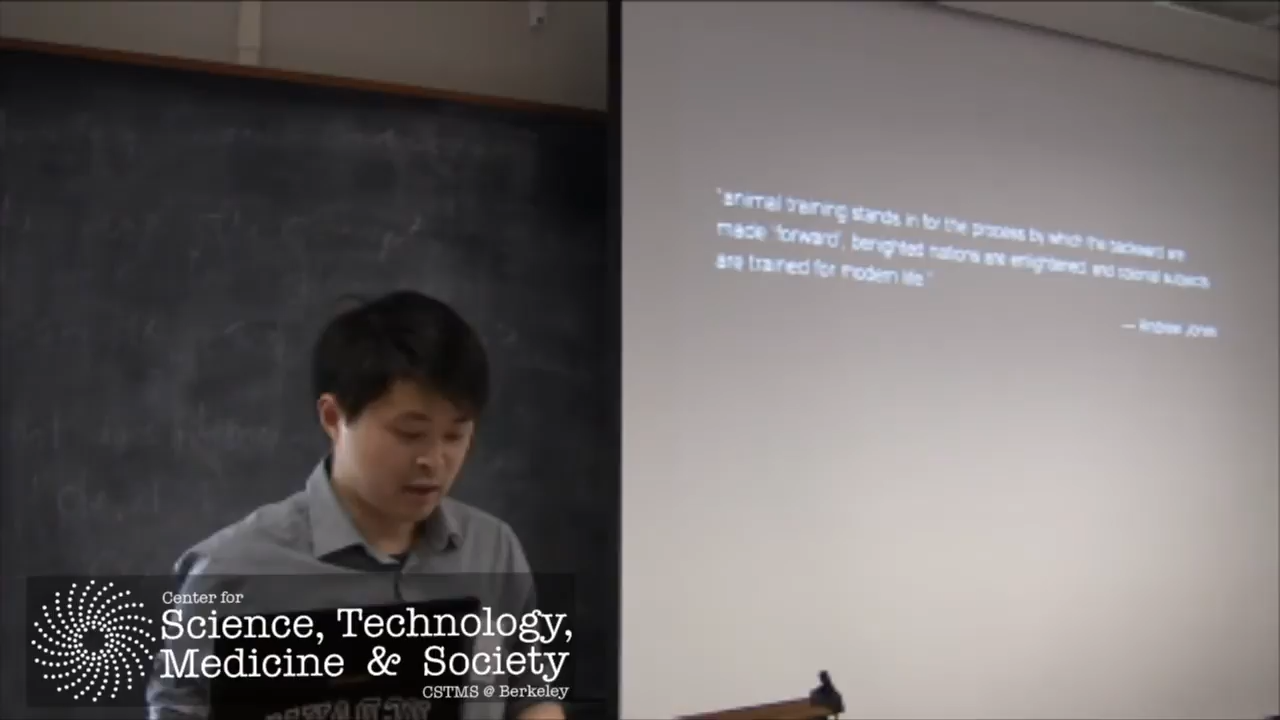 "animal training stands in for the process by which the backward are
made 'forward', benighted nations are enlightened and rational subjects
are trained for modern life"
— Andrew Jones
Center for
Science, Technology,
Medicine & Society
CSTMS @ Berkeley